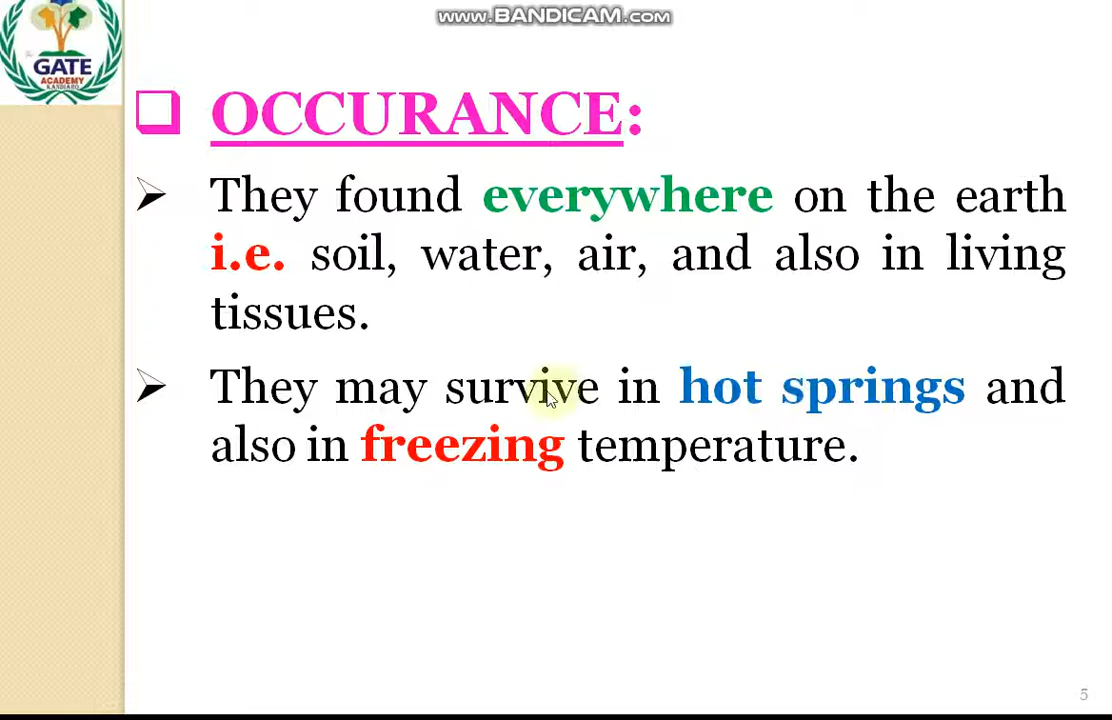 www.BANDICAM.com
GATE
ACADEMY
KANDIARO
OCCURANCE:
They found everywhere on the earth
i.e. soil, water, air, and also in living
tissues.
They may survive in hot springs and
also in freezing temperature.
5